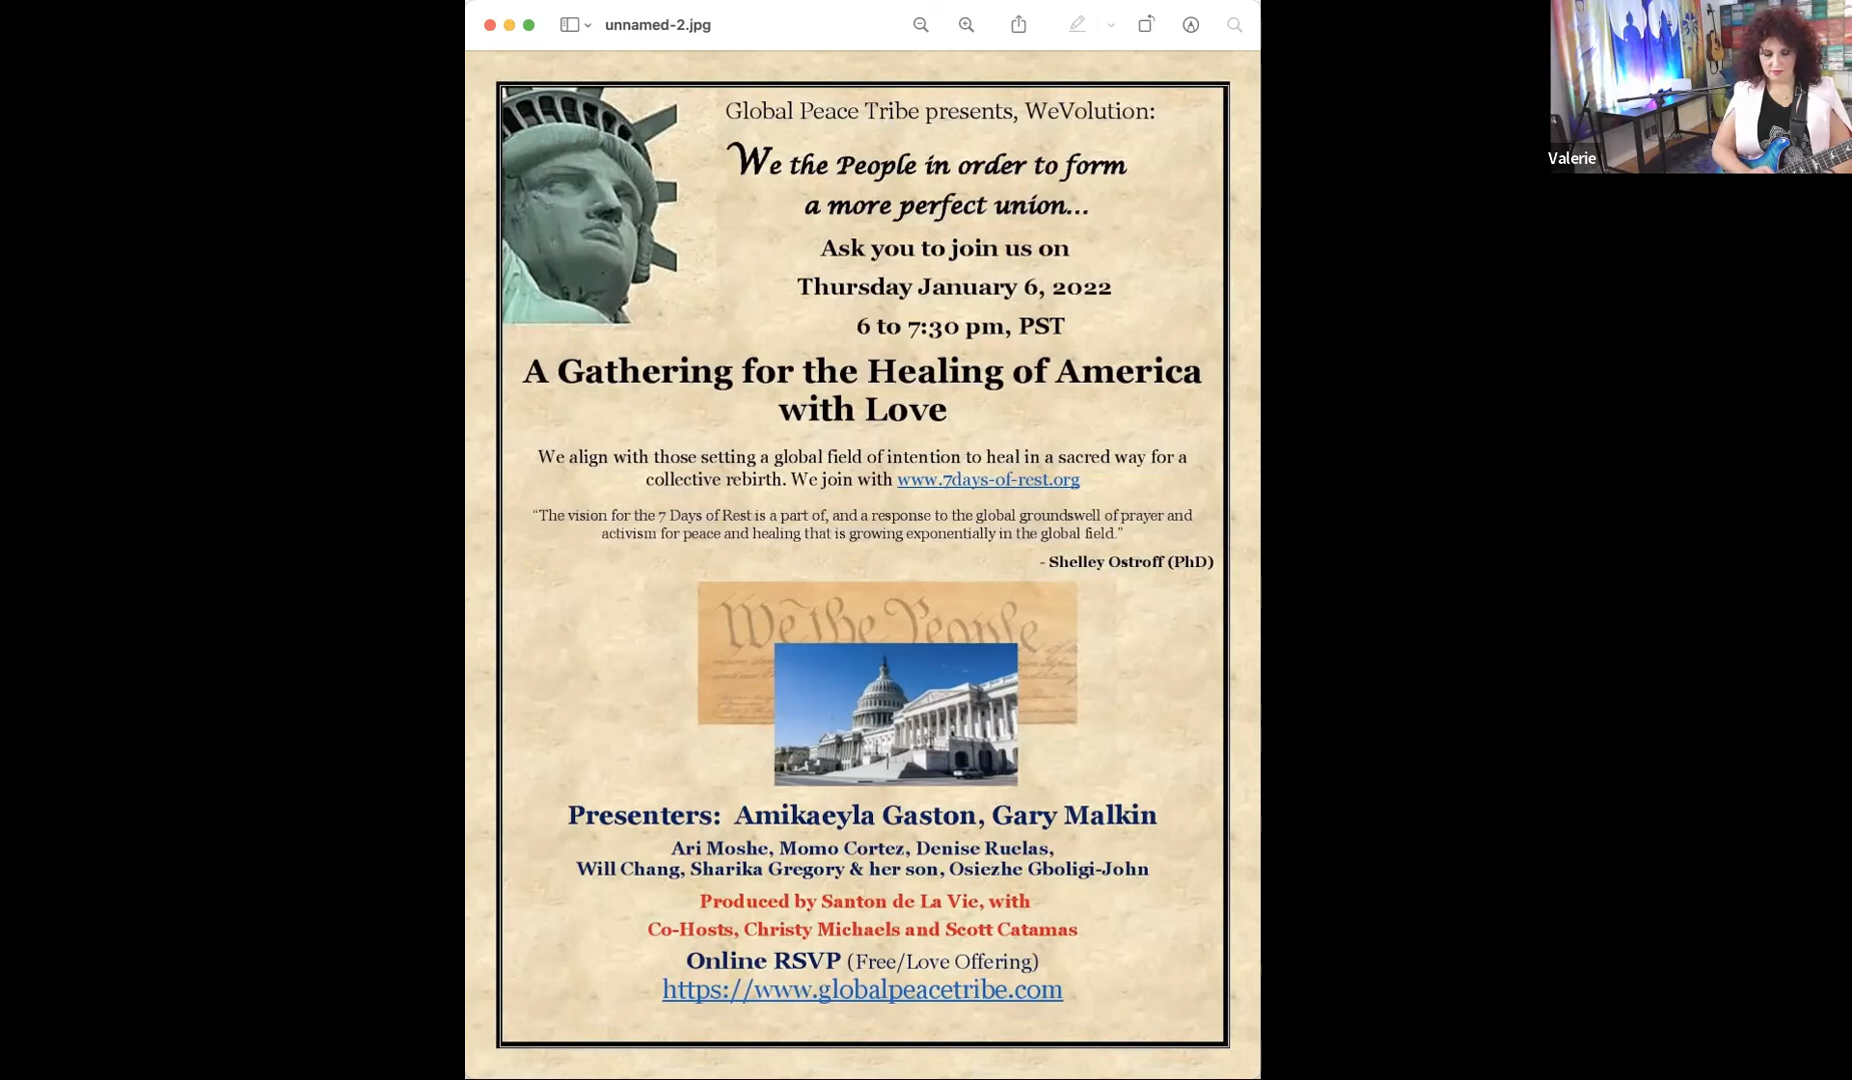 unnamed-2.jpg
Valerie
Global Peace Tribe presents, WeVolution:
We the People in order to form
a more perfect union...
Ask you to join us on
Thursday January 6, 2022
6 to 7:30 pm, PST
A Gathering for the Healing of America
with Love
We align with those setting a global field of intention to heal in a sacred way for a
collective rebirth. We join with www.7days-of-rest.org
“The vision for the 7 Days of Rest is a part of, and a response to the global groundswell of prayer and
activism for peace and healing that is growing exponentially in the global field.”
- Shelley Ostroff (PhD)
We the People
Presenters: Amikaeyla Gaston, Gary Malkin
Ari Moshe, Momo Cortez, Denise Ruelas,
Will Chang, Sharika Gregory & her son, Osiezhe Gboligi-John
Produced by Santon de La Vie, with
Co-Hosts, Christy Michaels and Scott Catamas
Online RSVP (Free/Love Offering)
https://www.globalpeacetribe.com